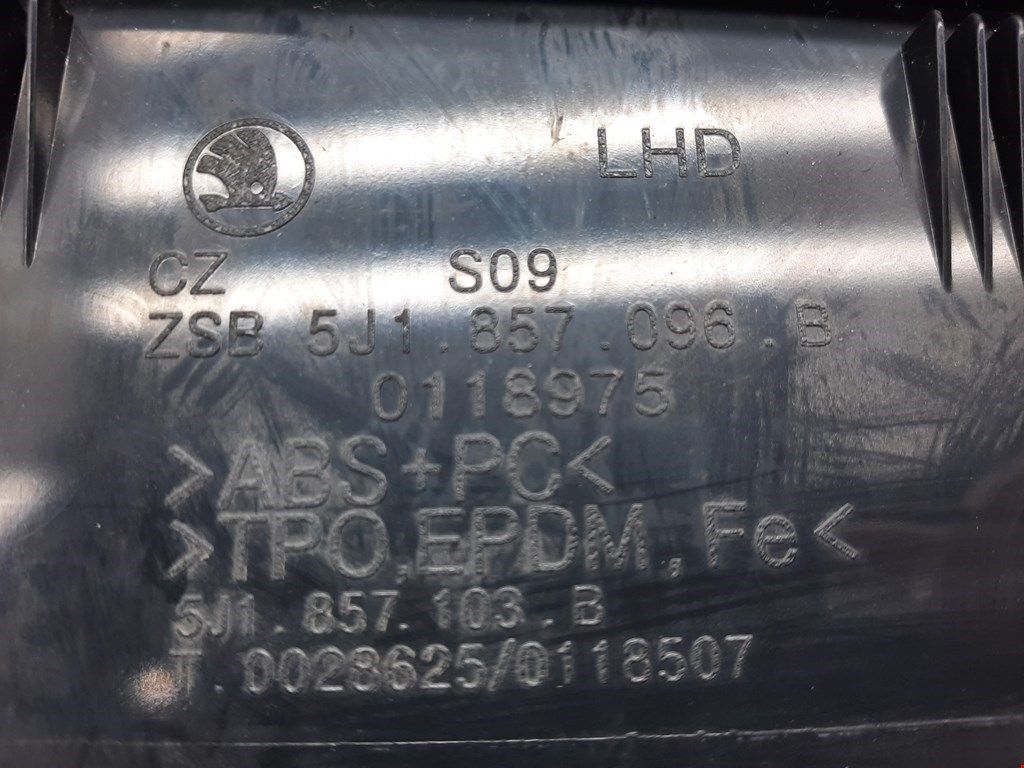 LHD
CZ S09
ZSB 5J1.857.096.B
0118975
>ABS+PC<
>TPO,EPDM,Fe<
5J1.857.103.B
T.0028625/0118507